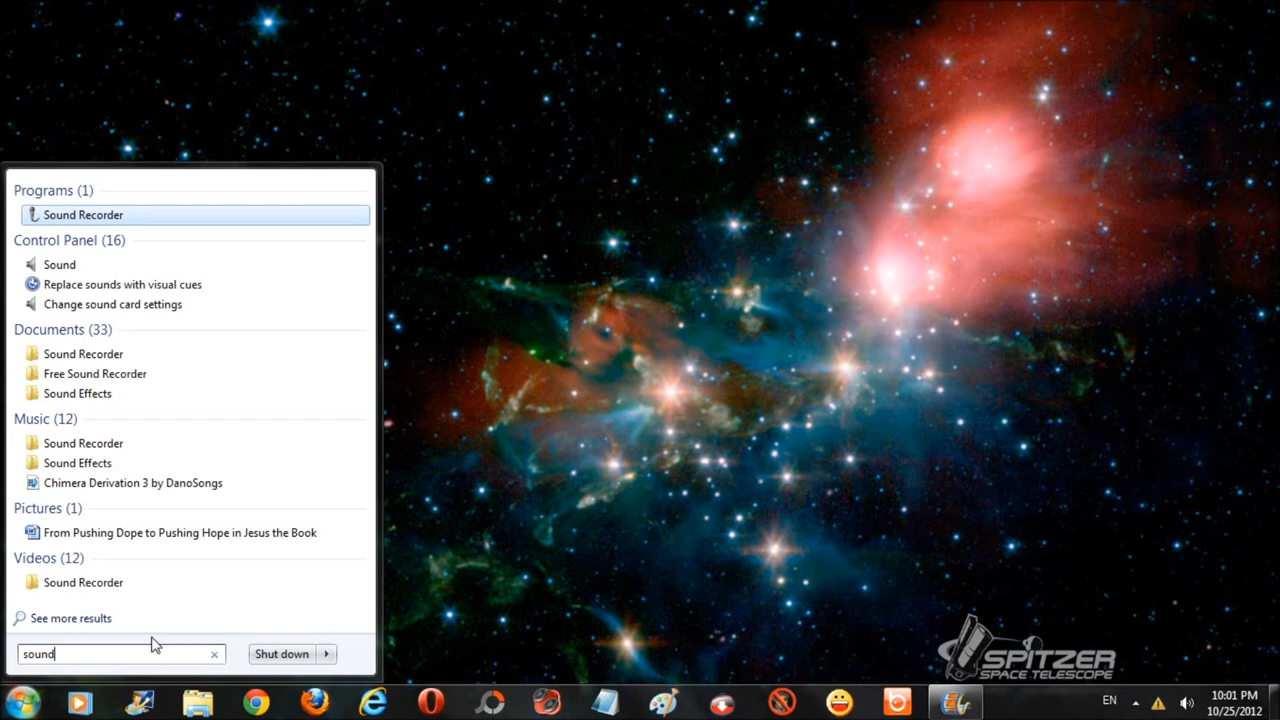 Programs (1)
Sound Recorder
Control Panel (16)
Sound
Replace sounds with visual cues
Change sound card settings
Documents (33)
Sound Recorder
Free Sound Recorder
Sound Effects
Music (12)
Sound Recorder
Sound Effects
Chimera Derivation 3 by DanoSongs
Pictures (1)
From Pushing Dope to Pushing Hope in Jesus the Book
Videos (12)
Sound Recorder
See more results
sound
Shut down
SPITZER
SPACE TELESCOPE
EN
10:01 PM
10/25/2012